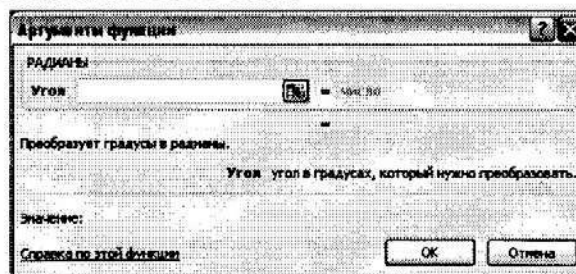 Аргументы функции
РАДИАНЫ
Угол = число
=
Преобразует градусы в радианы.
Угол угол в градусах, который нужно преобразовать.
Значение:
Справка по этой функции ОК Отмена